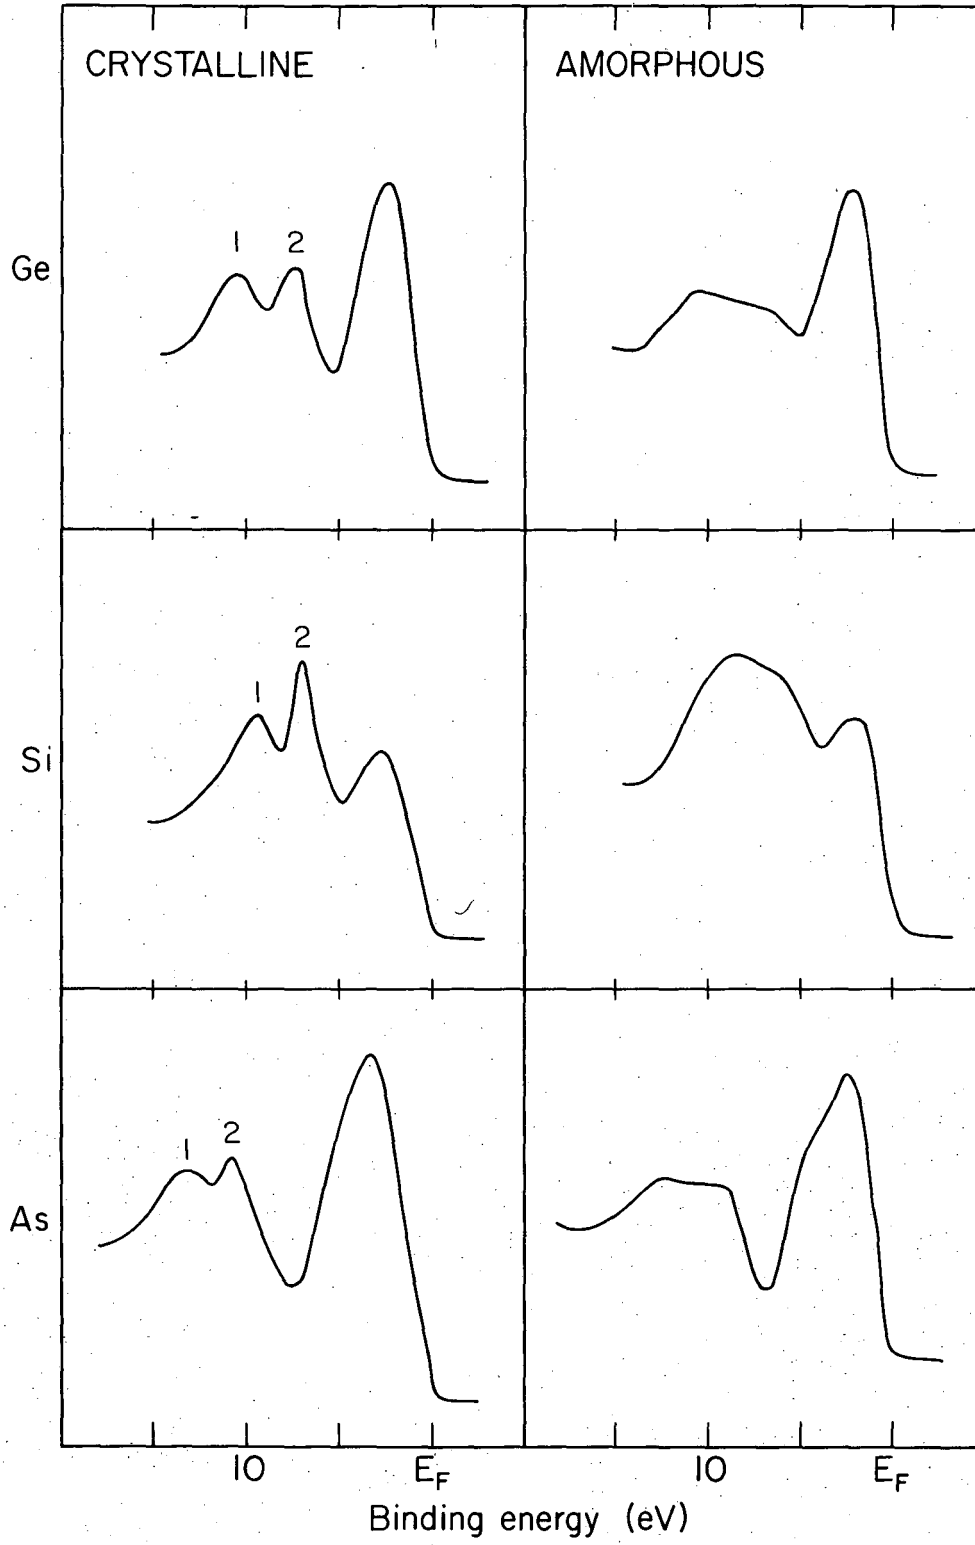 CRYSTALLINE
AMORPHOUS
Ge
1 2
Si
1 2
As
1 2
10 E_F 10 E_F
Binding energy (eV)